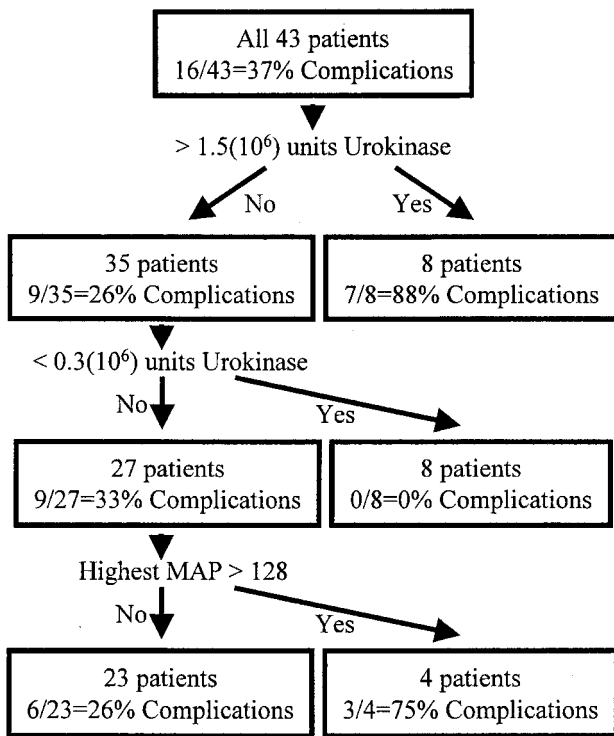 All 43 patients
16/43=37% Complications
> 1.5(10⁶) units Urokinase
No Yes
35 patients
9/35=26% Complications
8 patients
7/8=88% Complications
< 0.3(10⁶) units Urokinase
No Yes
27 patients
9/27=33% Complications
8 patients
0/8=0% Complications
Highest MAP > 128
No Yes
23 patients
6/23=26% Complications
4 patients
3/4=75% Complications